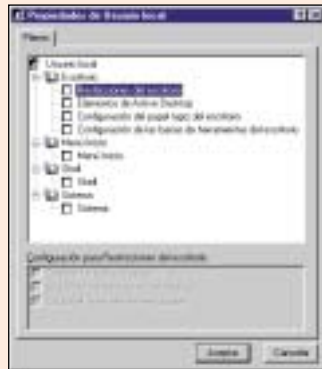 Propiedades de Usuario local
Planes
Usuario local
Escritorio
Restricciones del escritorio
Elementos de Active Desktop
Configuración del papel tapiz del escritorio
Configuración de las barras de herramientas del escritorio
Menú Inicio
Menú Inicio
Shell
Shell
Sistema
Sistema
Configuración para Restricciones del escritorio
Aceptar
Cancelar